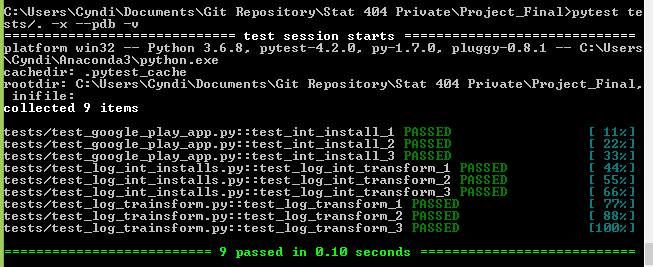 C:\Users\Cyndi\Documents\Git Repository\Stat 404 Private\Project_Final>pytest te
sts/. -x --pdb -v
============================= test session starts =============================
platform win32 -- Python 3.6.8, pytest-4.2.0, py-1.7.0, pluggy-0.8.1 -- C:\Users
\Cyndi\Anaconda3\python.exe
cachedir: .pytest_cache
rootdir: C:\Users\Cyndi\Documents\Git Repository\Stat 404 Private\Project_Final,
 inifile:
collected 9 items
tests/test_google_play_app.py::test_int_install_1 PASSED [ 11%]
tests/test_google_play_app.py::test_int_install_2 PASSED [ 22%]
tests/test_google_play_app.py::test_int_install_3 PASSED [ 33%]
tests/test_log_int_installs.py::test_log_int_transform_1 PASSED [ 44%]
tests/test_log_int_installs.py::test_log_int_transform_2 PASSED [ 55%]
tests/test_log_int_installs.py::test_log_int_transform_3 PASSED [ 66%]
tests/test_log_trainsform.py::test_log_transform_1 PASSED [ 77%]
tests/test_log_trainsform.py::test_log_transform_2 PASSED [ 88%]
tests/test_log_trainsform.py::test_log_transform_3 PASSED [100%]
========================== 9 passed in 0.10 seconds ===========================